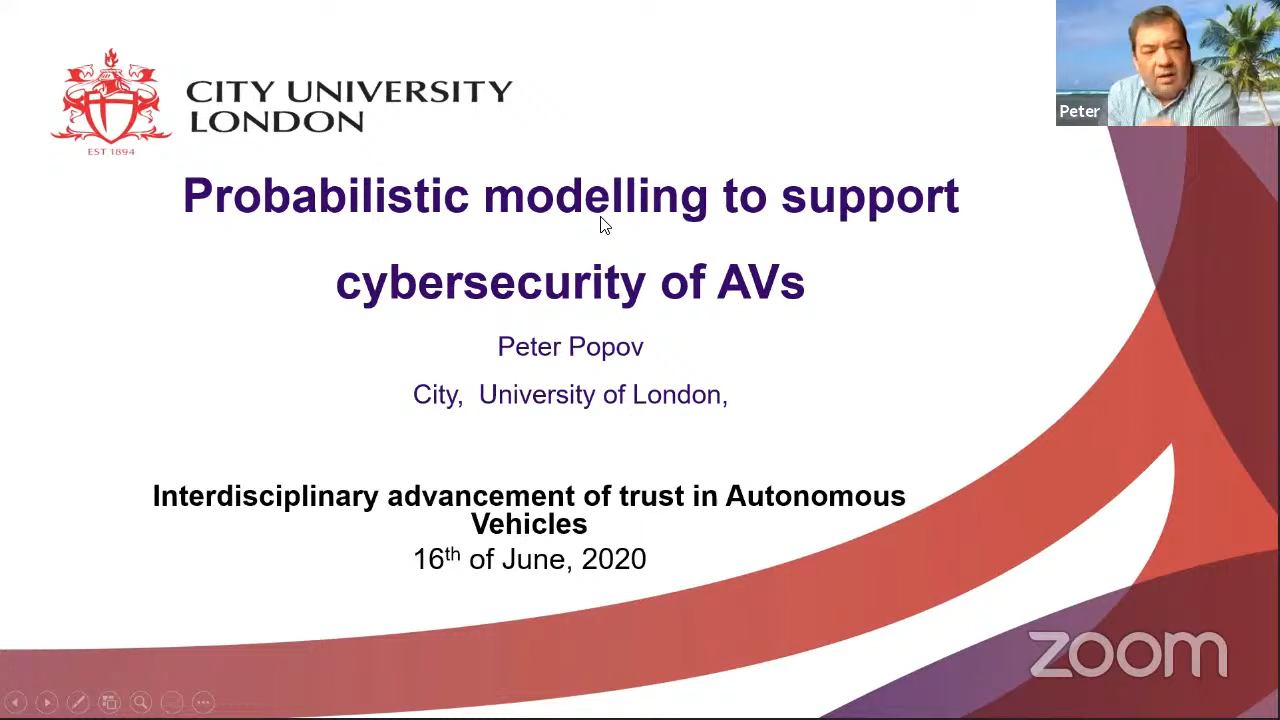 CITY UNIVERSITY
LONDON
EST 1894
Peter
Probabilistic modelling to support
cybersecurity of AVs
Peter Popov
City, University of London,
Interdisciplinary advancement of trust in Autonomous
Vehicles
16th of June, 2020
zoom